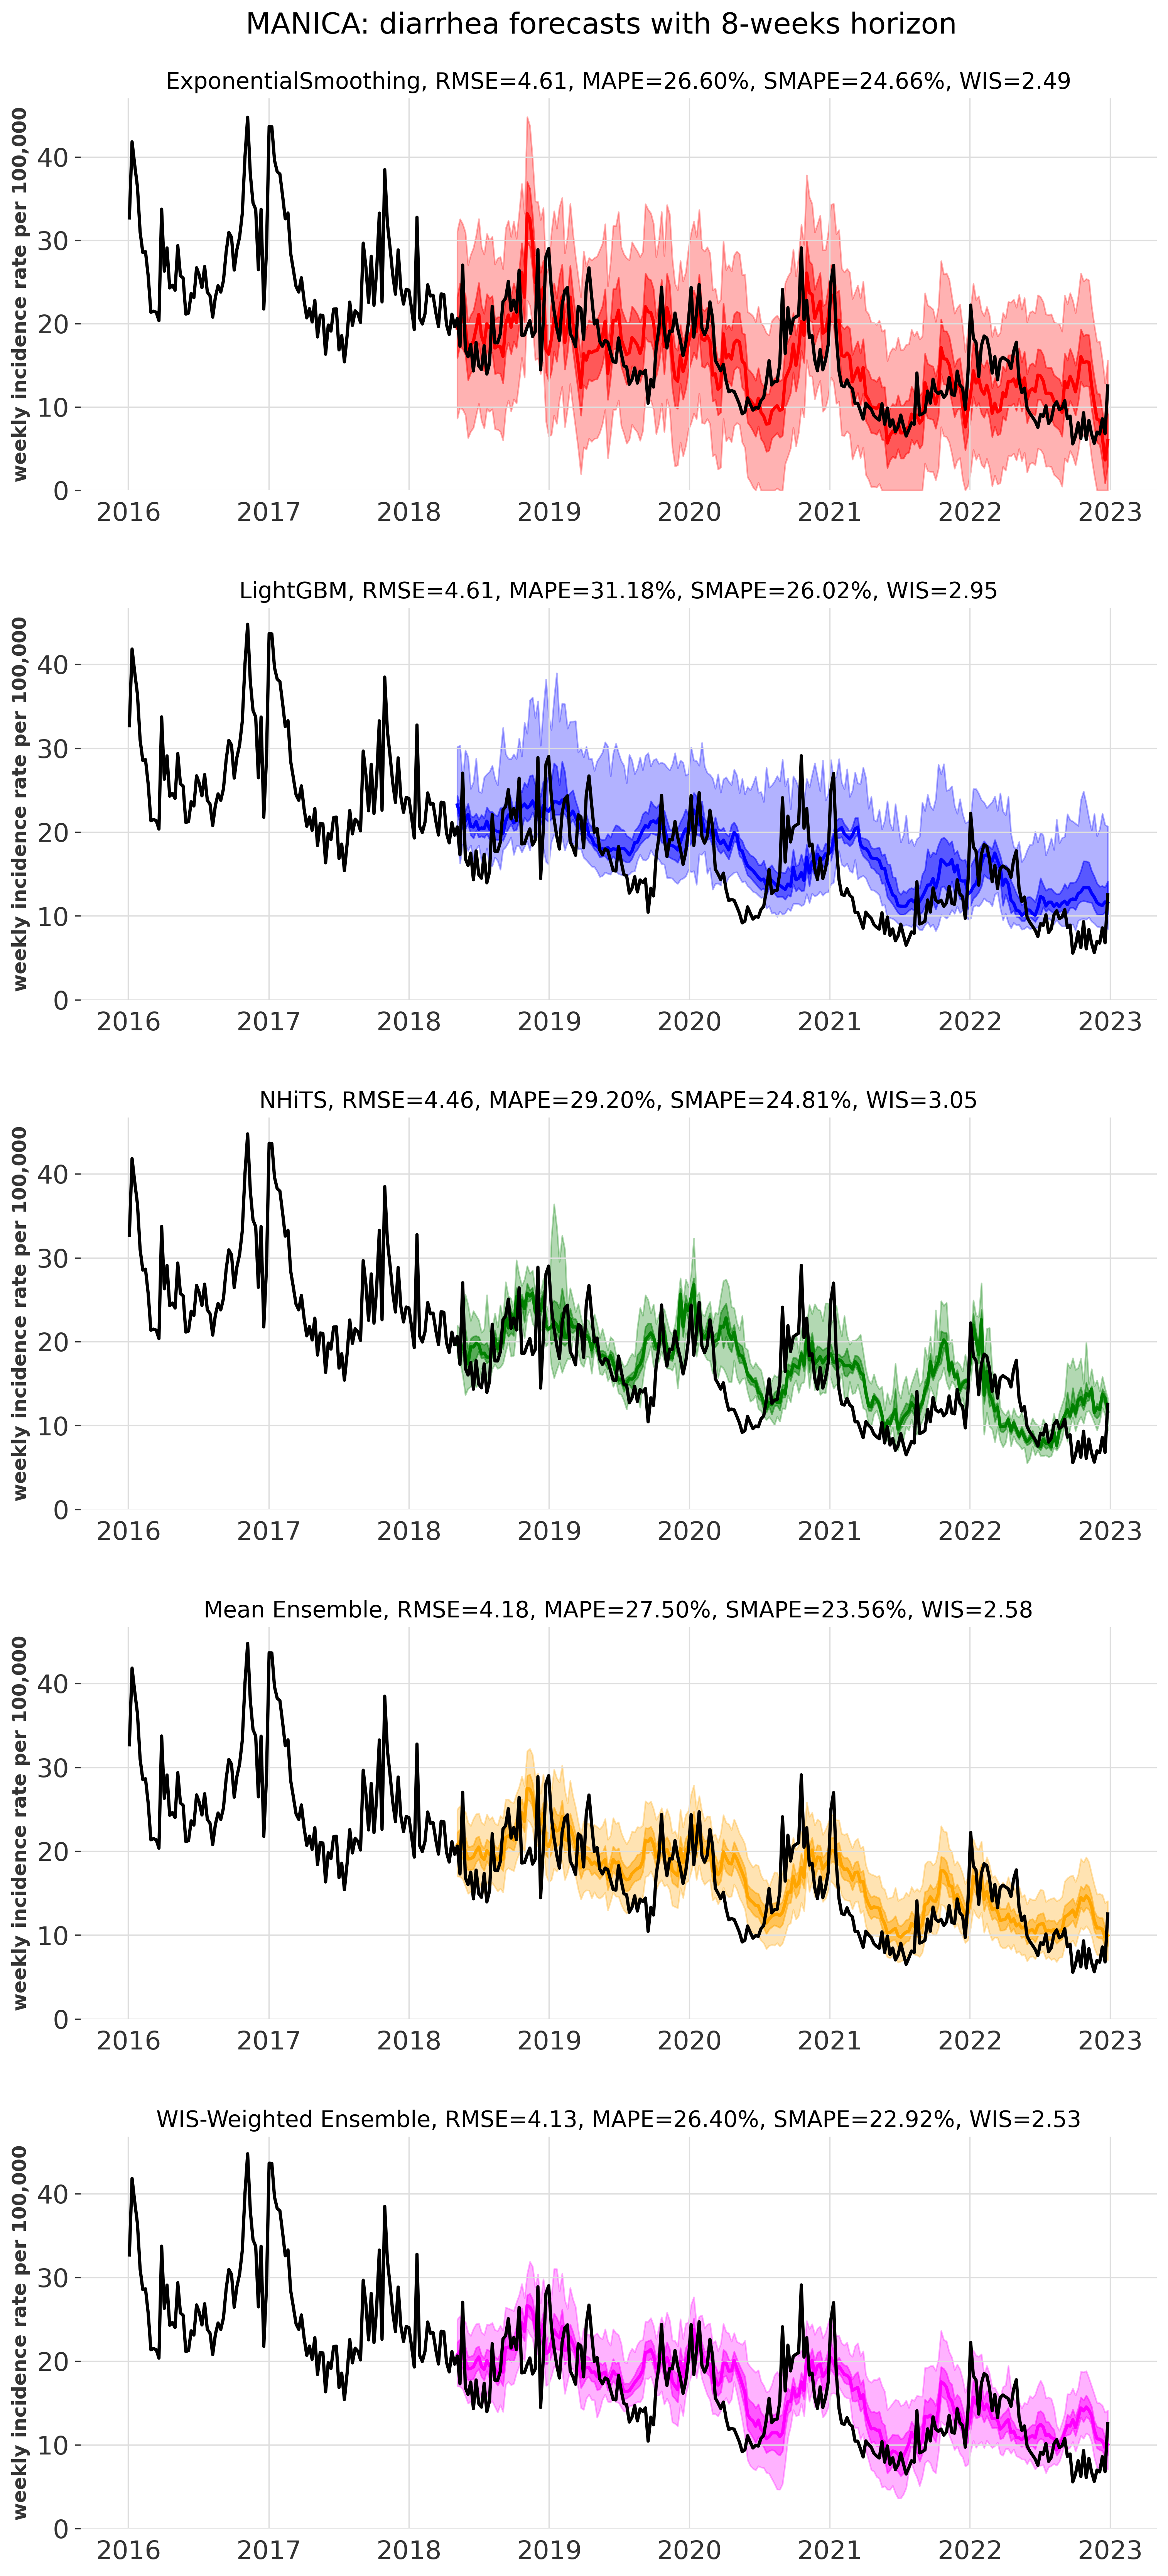 MANICA: diarrhea forecasts with 8-weeks horizon
ExponentialSmoothing, RMSE=4.61, MAPE=26.60%, SMAPE=24.66%, WIS=2.49
weekly incidence rate per 100,000
40
30
20
10
0
2016 2017 2018 2019 2020 2021 2022 2023
LightGBM, RMSE=4.61, MAPE=31.18%, SMAPE=26.02%, WIS=2.95
weekly incidence rate per 100,000
40
30
20
10
0
2016 2017 2018 2019 2020 2021 2022 2023
NHiTS, RMSE=4.46, MAPE=29.20%, SMAPE=24.81%, WIS=3.05
weekly incidence rate per 100,000
40
30
20
10
0
2016 2017 2018 2019 2020 2021 2022 2023
Mean Ensemble, RMSE=4.18, MAPE=27.50%, SMAPE=23.56%, WIS=2.58
weekly incidence rate per 100,000
40
30
20
10
0
2016 2017 2018 2019 2020 2021 2022 2023
WIS-Weighted Ensemble, RMSE=4.13, MAPE=26.40%, SMAPE=22.92%, WIS=2.53
weekly incidence rate per 100,000
40
30
20
10
0
2016 2017 2018 2019 2020 2021 2022 2023